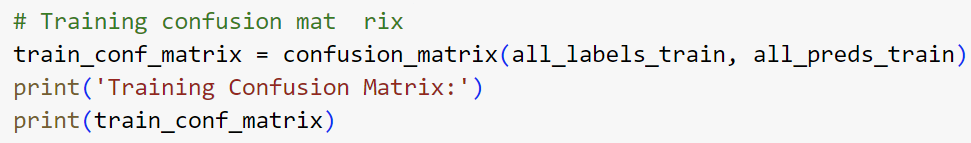 # Training confusion mat  rix
train_conf_matrix = confusion_matrix(all_labels_train, all_preds_train)
print('Training Confusion Matrix:')
print(train_conf_matrix)